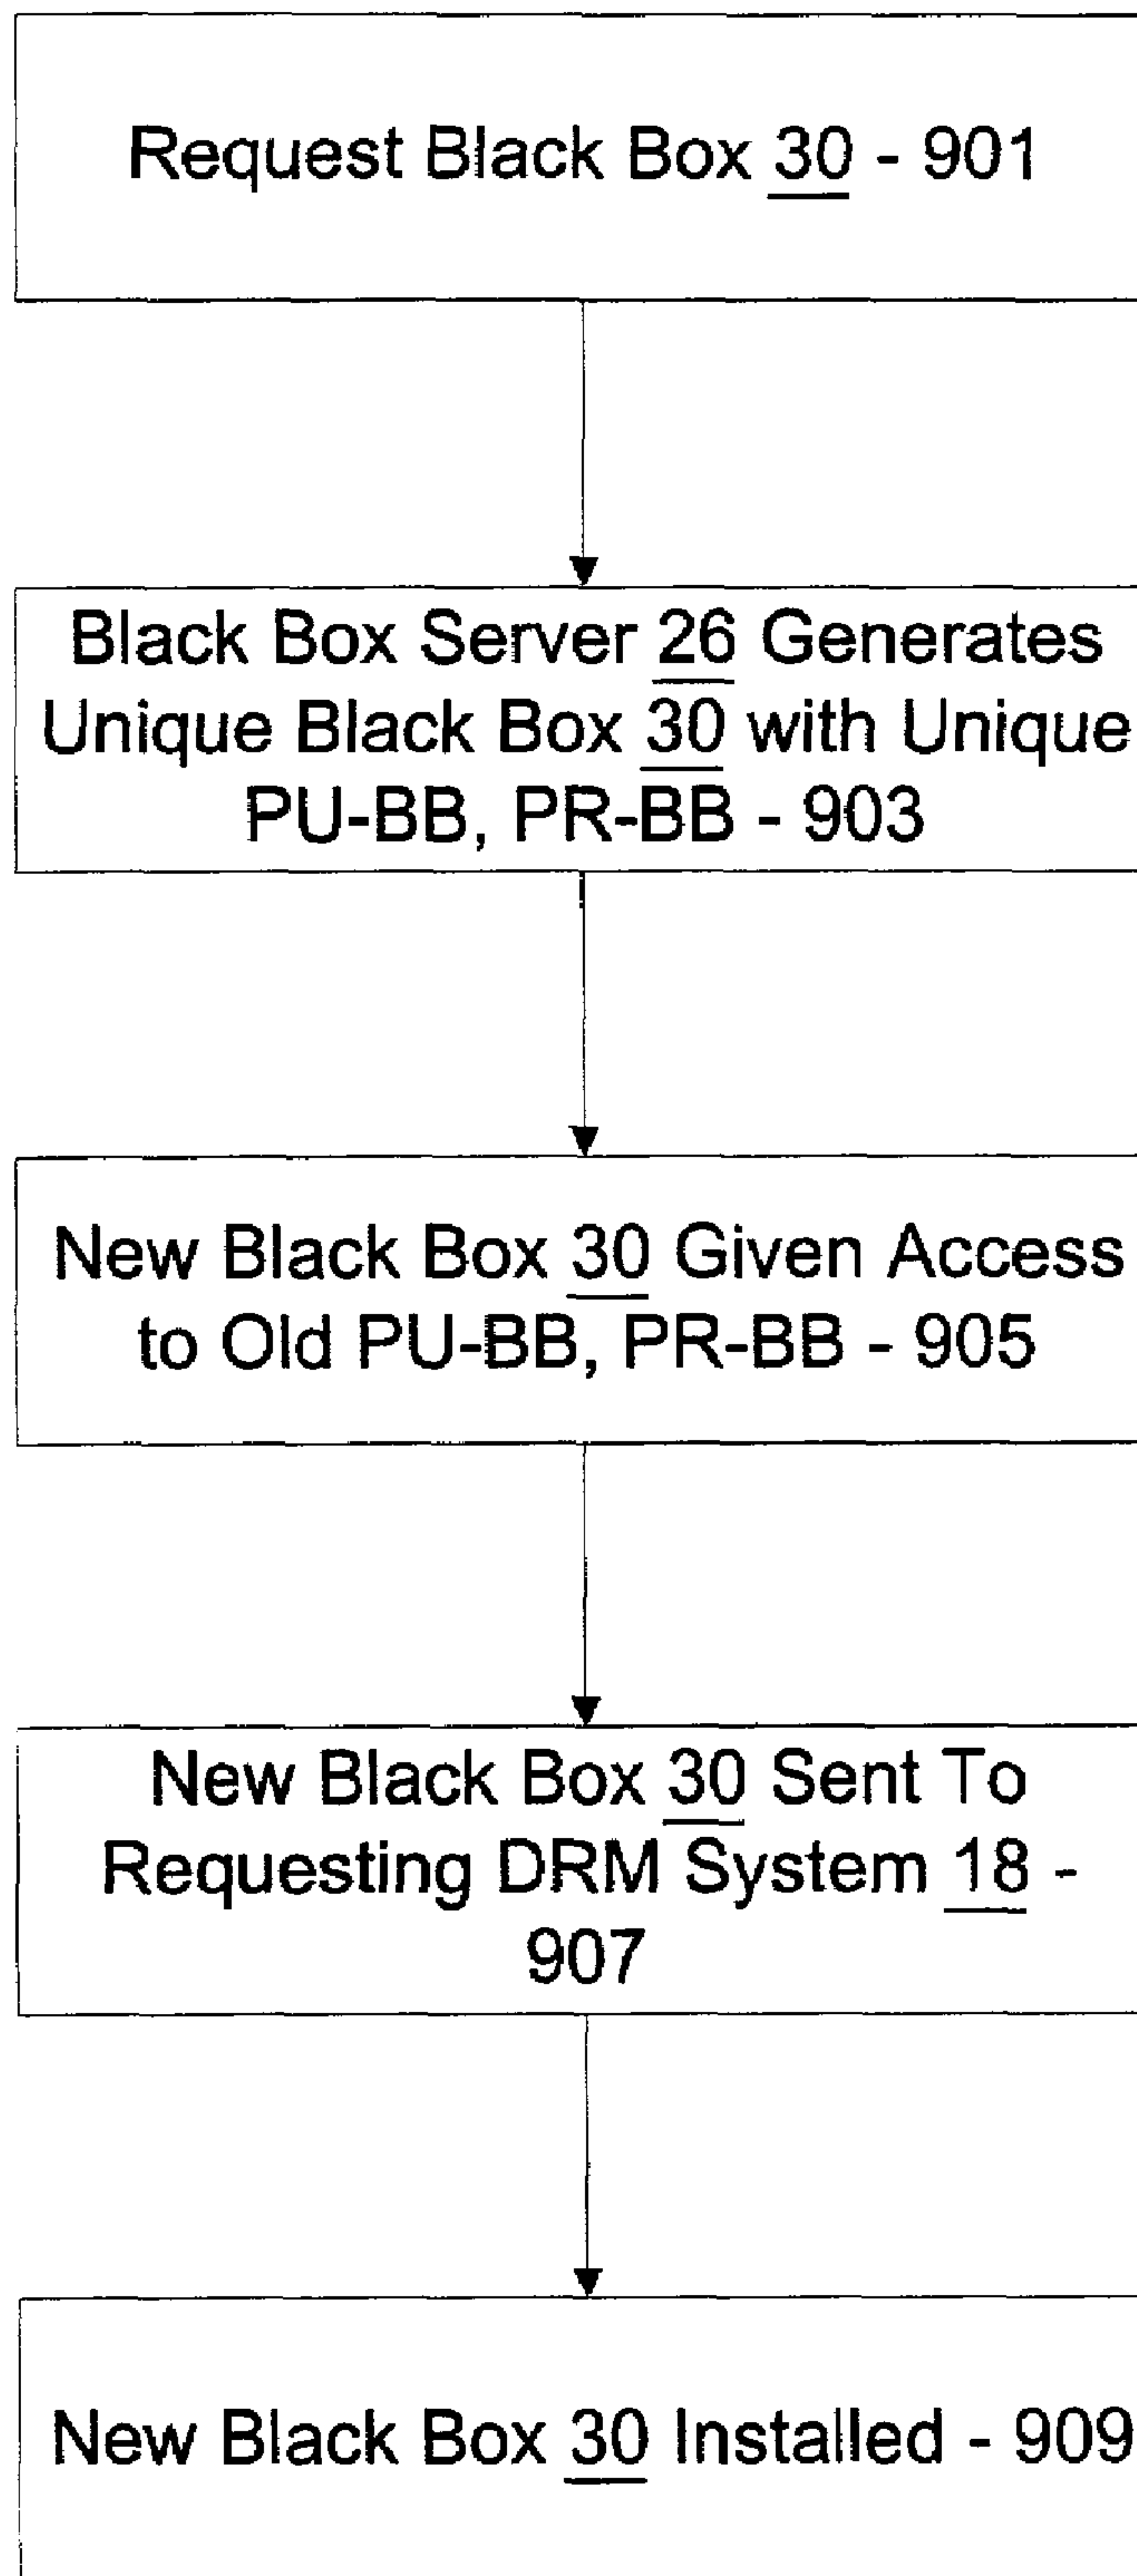 Request Black Box 30 - 901
Black Box Server 26 Generates
Unique Black Box 30 with Unique
PU-BB, PR-BB - 903
New Black Box 30 Given Access
to Old PU-BB, PR-BB - 905
New Black Box 30 Sent To
Requesting DRM System 18 -
907
New Black Box 30 Installed - 909